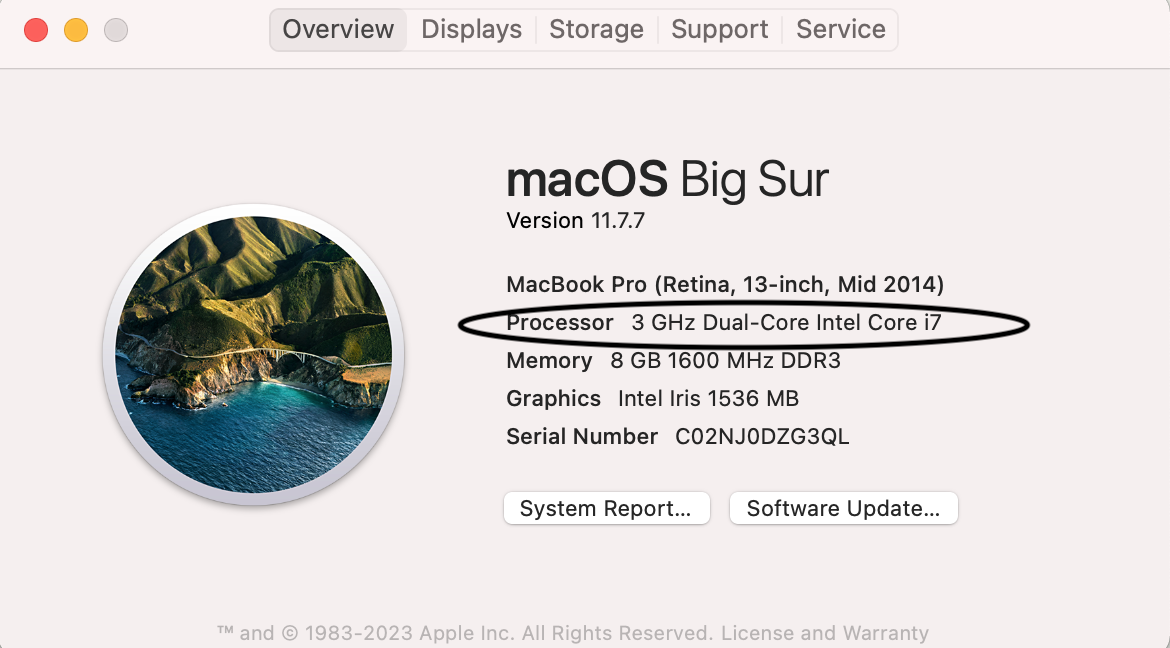 Overview Displays Storage Support Service
macOS Big Sur
Version 11.7.7
MacBook Pro (Retina, 13-inch, Mid 2014)
Processor 3 GHz Dual-Core Intel Core i7
Memory 8 GB 1600 MHz DDR3
Graphics Intel Iris 1536 MB
Serial Number C02NJ0DZG3QL
System Report... Software Update...
™ and © 1983-2023 Apple Inc. All Rights Reserved. License and Warranty